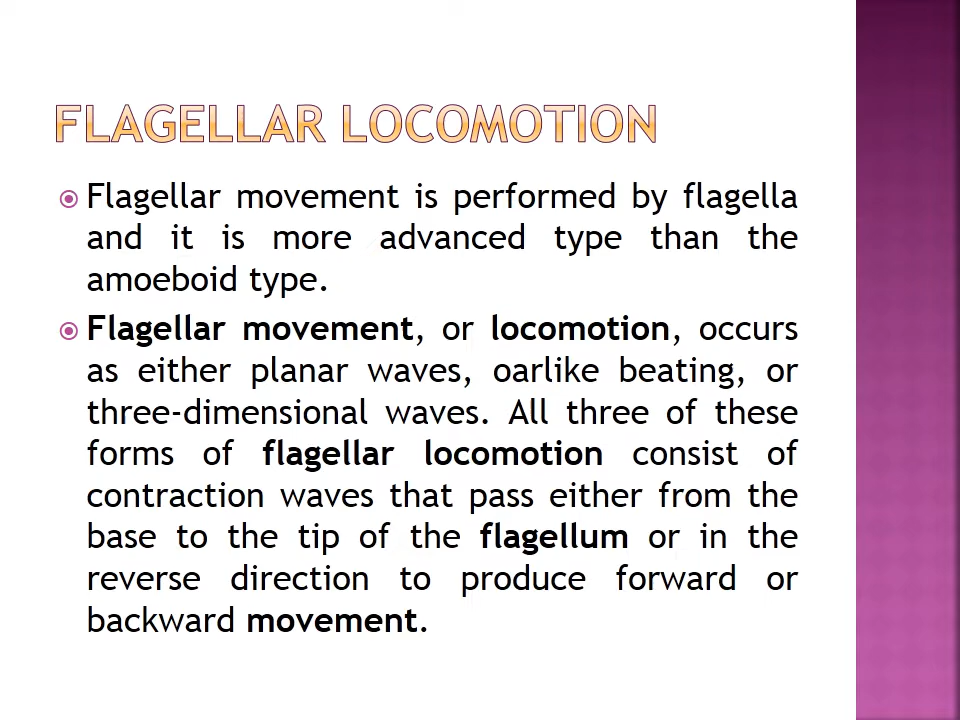 FLAGELLAR LOCOMOTION
Flagellar movement is performed by flagella
and it is more advanced type than the
amoeboid type.
Flagellar movement, or locomotion, occurs
as either planar waves, oarlike beating, or
three-dimensional waves. All three of these
forms of flagellar locomotion consist of
contraction waves that pass either from the
base to the tip of the flagellum or in the
reverse direction to produce forward or
backward movement.